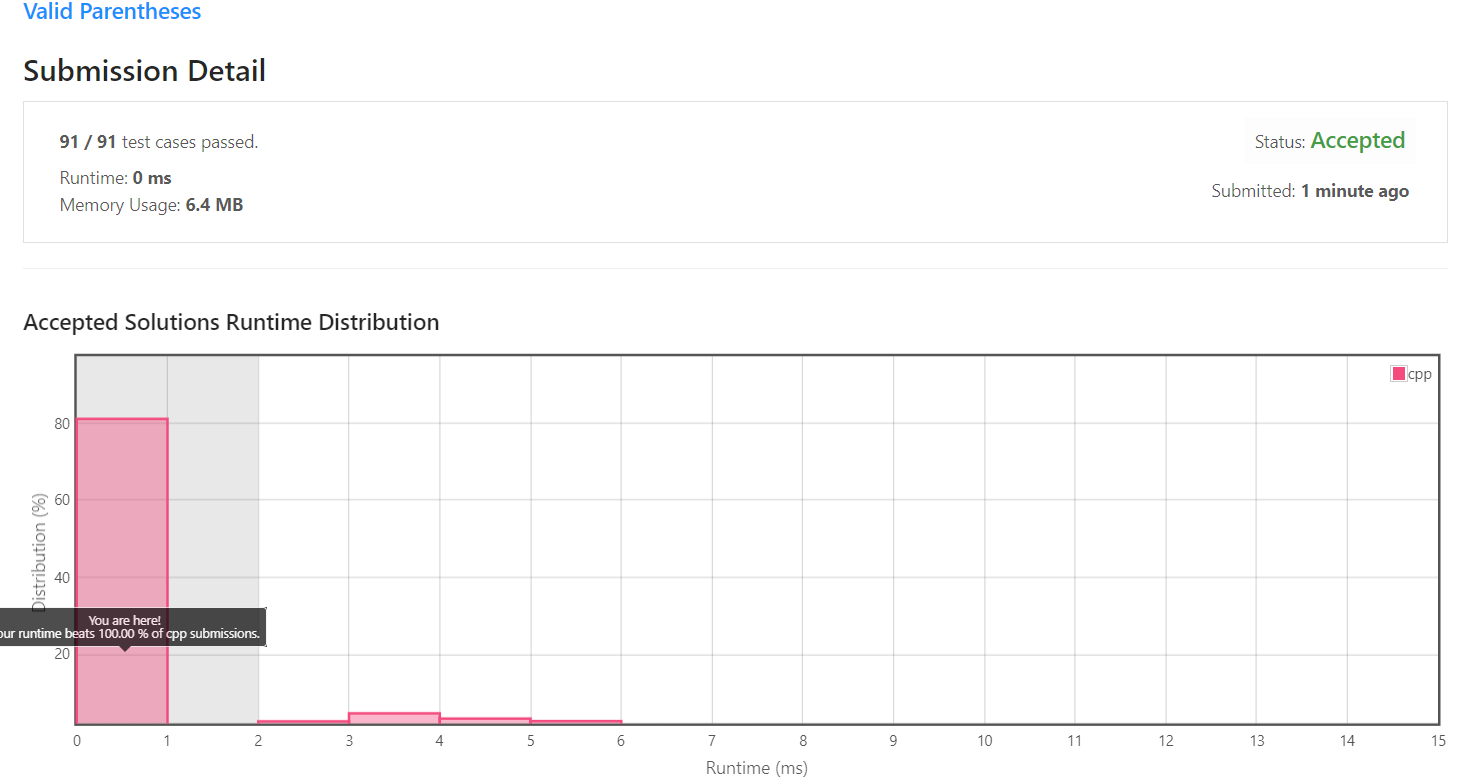 Valid Parentheses
Submission Detail
91 / 91 test cases passed.
Status: Accepted
Runtime: 0 ms
Submitted: 1 minute ago
Memory Usage: 6.4 MB
Accepted Solutions Runtime Distribution
cpp
80
60
40
20
Distribution (%)
You are here!
our runtime beats 100.00 % of cpp submissions.
0 1 2 3 4 5 6 7 8 9 10 11 12 13 14 15
Runtime (ms)